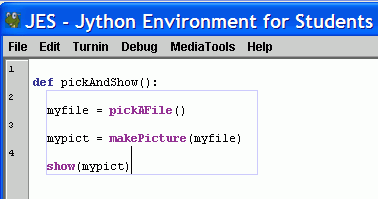 JES - Jython Environment for Students
File Edit Turnin Debug MediaTools Help
1
def pickAndShow():
2
myfile = pickAFile()
3
mypict = makePicture(myfile)
4
show(mypict)